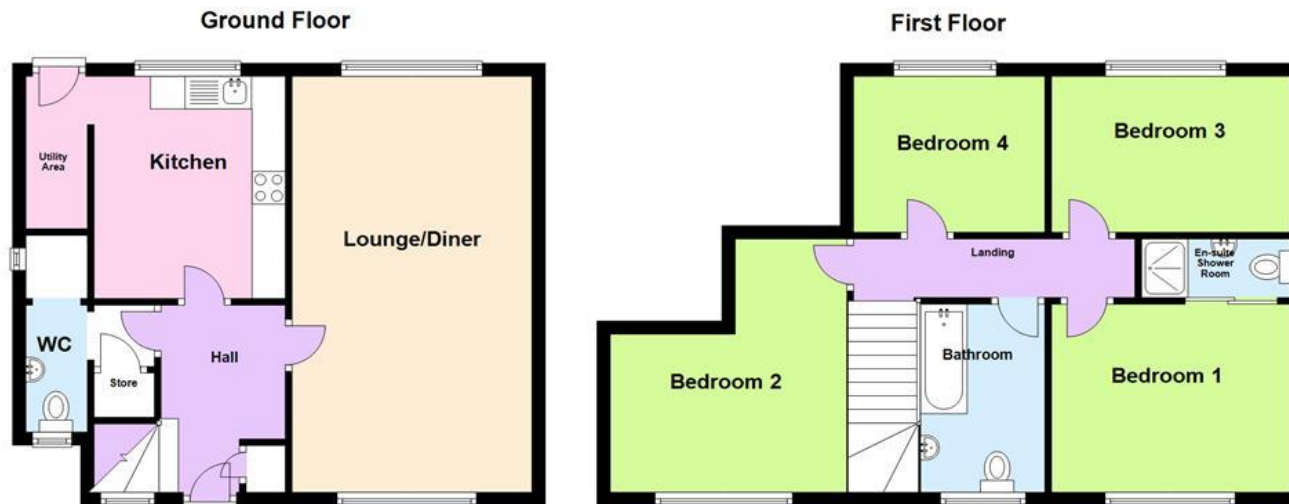 Ground Floor
Utility
Area
Kitchen
Lounge/Diner
WC
Hall
Store
First Floor
Bedroom 4
Bedroom 3
Landing
En-suite
Shower
Room
Bedroom 2
Bathroom
Bedroom 1